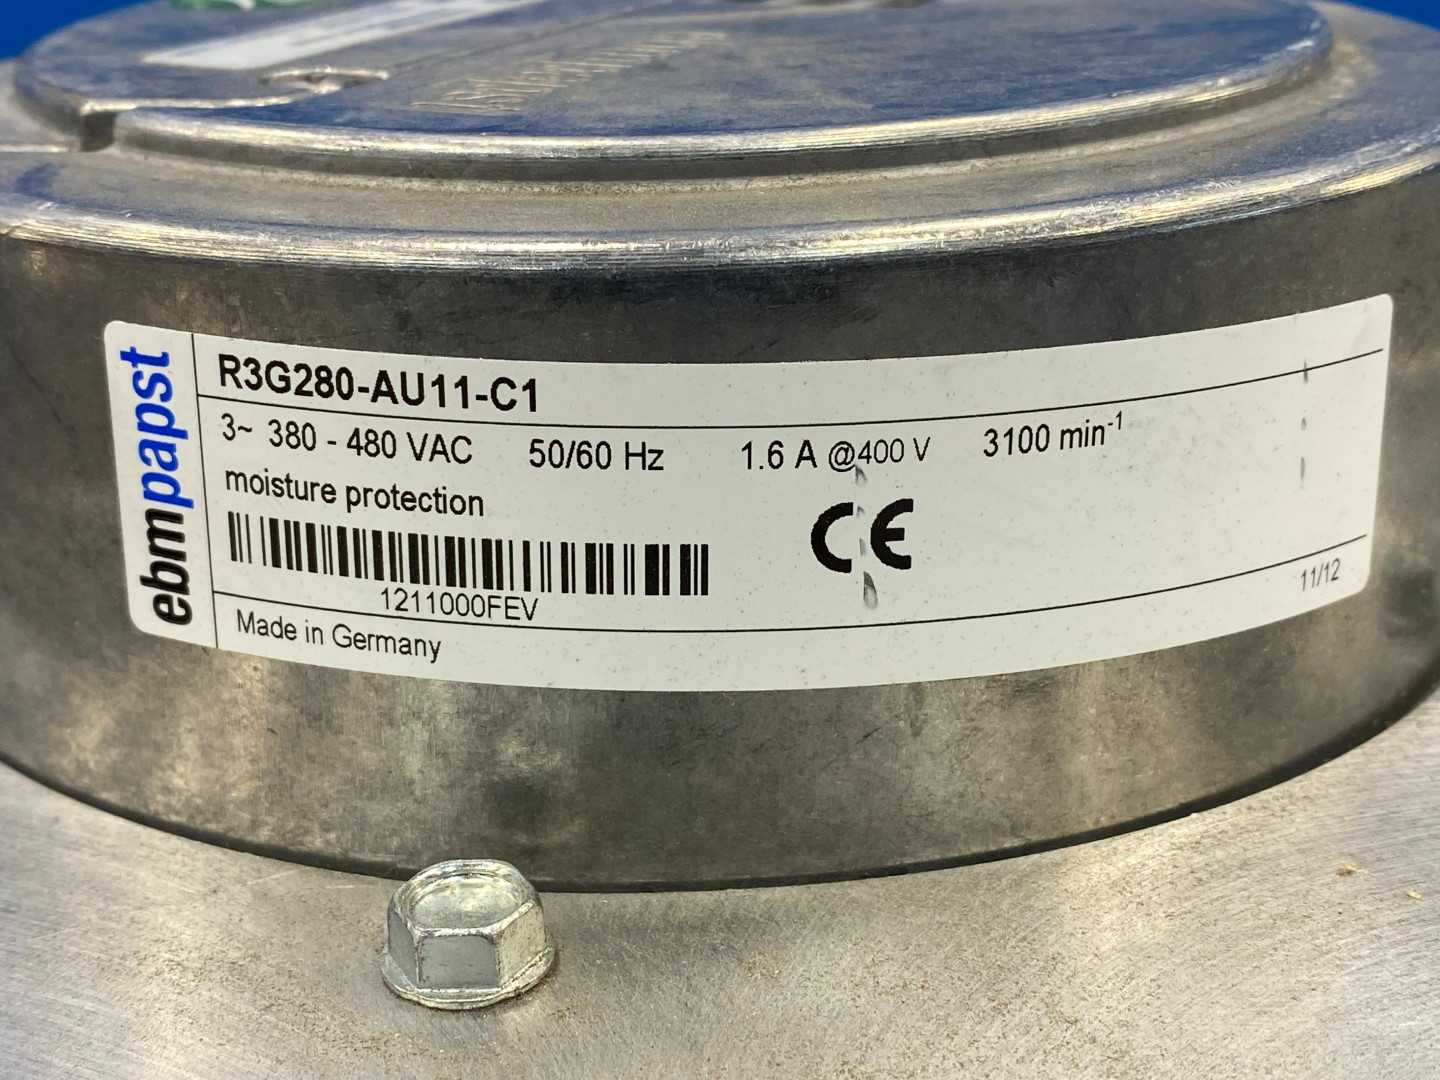 ebmpapst
R3G280-AU11-C1
3~ 380 - 480 VAC 50/60 Hz 1.6 A @400 V 3100 min⁻¹
moisture protection
CE
1211000FEV
Made in Germany
11/12